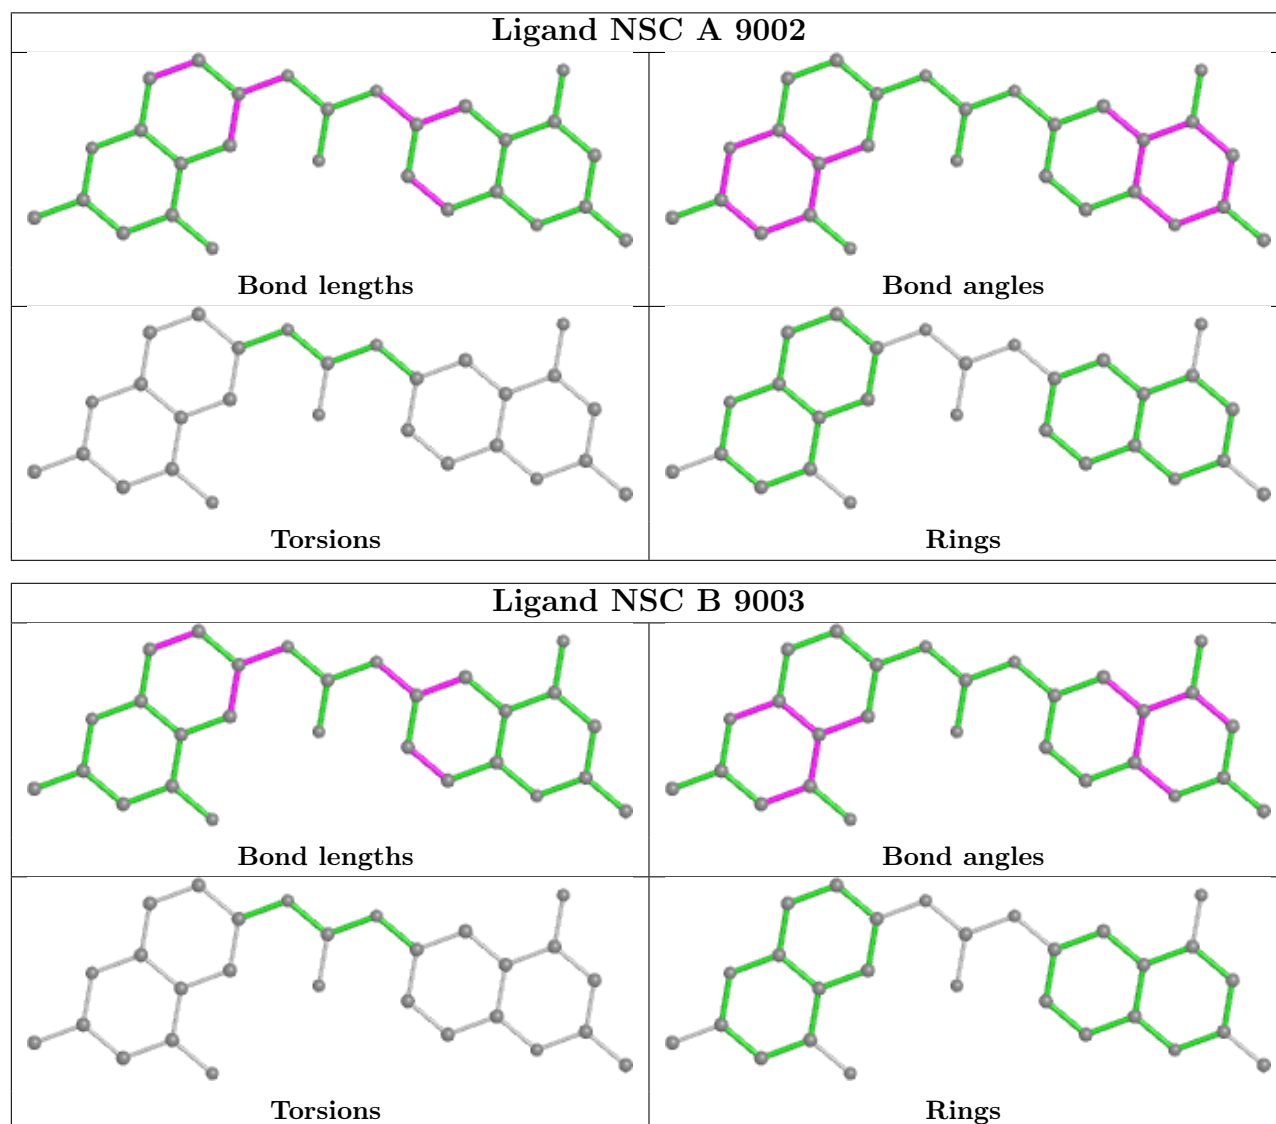 Ligand NSC A 9002
Bond lengths
Bond angles
Torsions
Rings
Ligand NSC B 9003
Bond lengths
Bond angles
Torsions
Rings